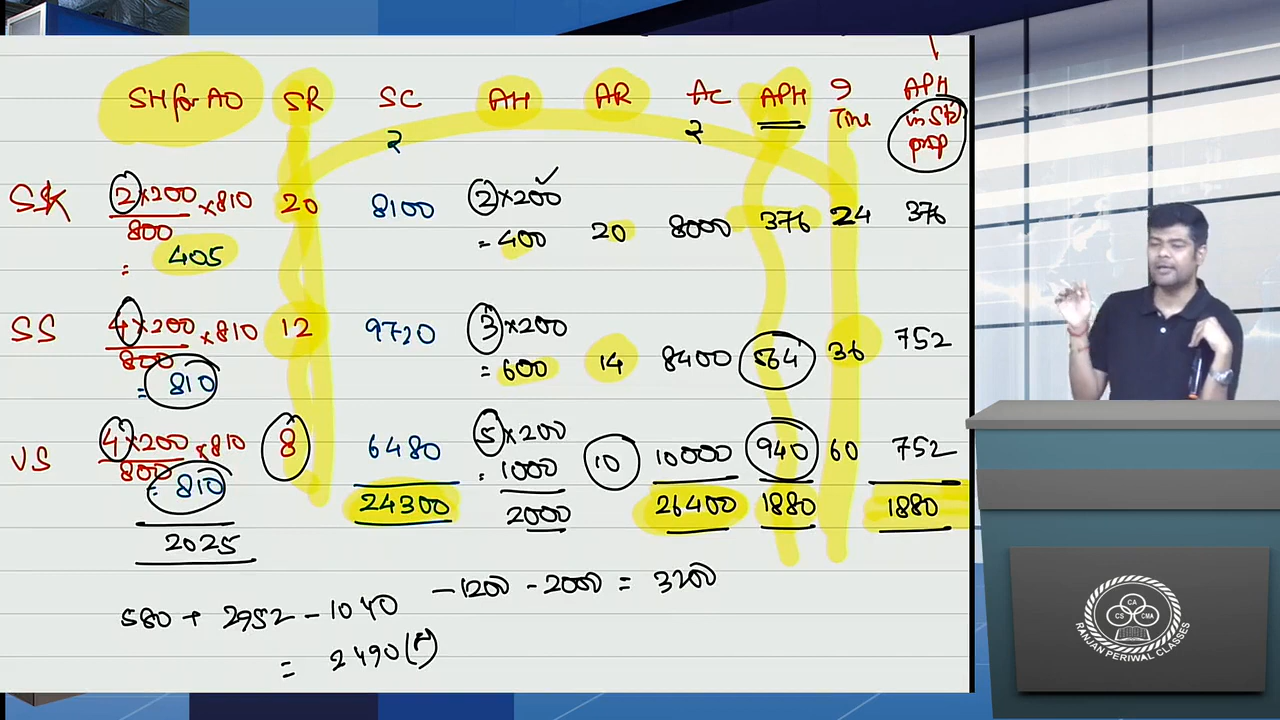 SH for AO SR SC AH AR AC APH I Time APH in Std prop
2 2
SK 2×200/800 ×810 20 8100 2×200 ✓ 20 8000 376 24 376
= 405 = 400
SS 4×200/800 ×810 12 9720 3×200 14 8400 564 36 752
= 810 = 600
US 4×200/800 ×810 8 6480 5×200 10 10000 940 60 752
= 810 = 1000
24300 2000 26400 1880 1880
2025
- 1200 - 2000 = 3200
580 + 2952 - 1040
= 2490 (F)
CA
CS CMA
RANJAN PERIWAL CLASSES